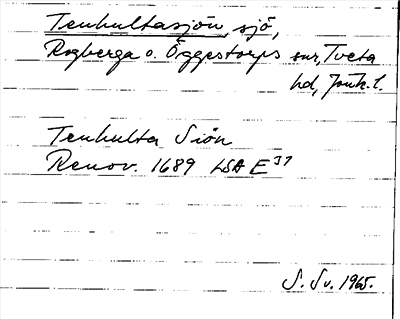 Tenhultasjön, sjö,
Rogberga o. Öggestorps snr, Tveta
hd, Jönk. l.
Tenhulta Siön
Renov. 1689 LSA E 37
S. Sv. 1965.